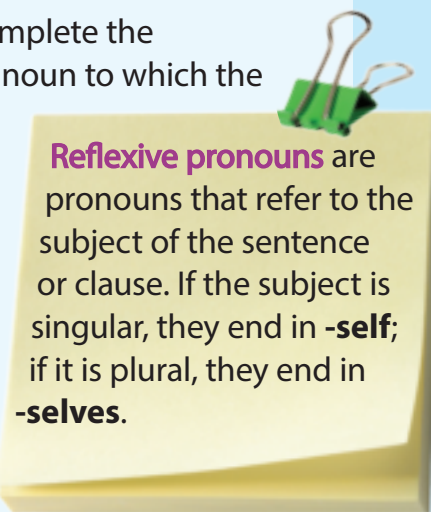 mplete the
noun to which the
Reflexive pronouns are
pronouns that refer to the
subject of the sentence
or clause. If the subject is
singular, they end in -self;
if it is plural, they end in
-selves.